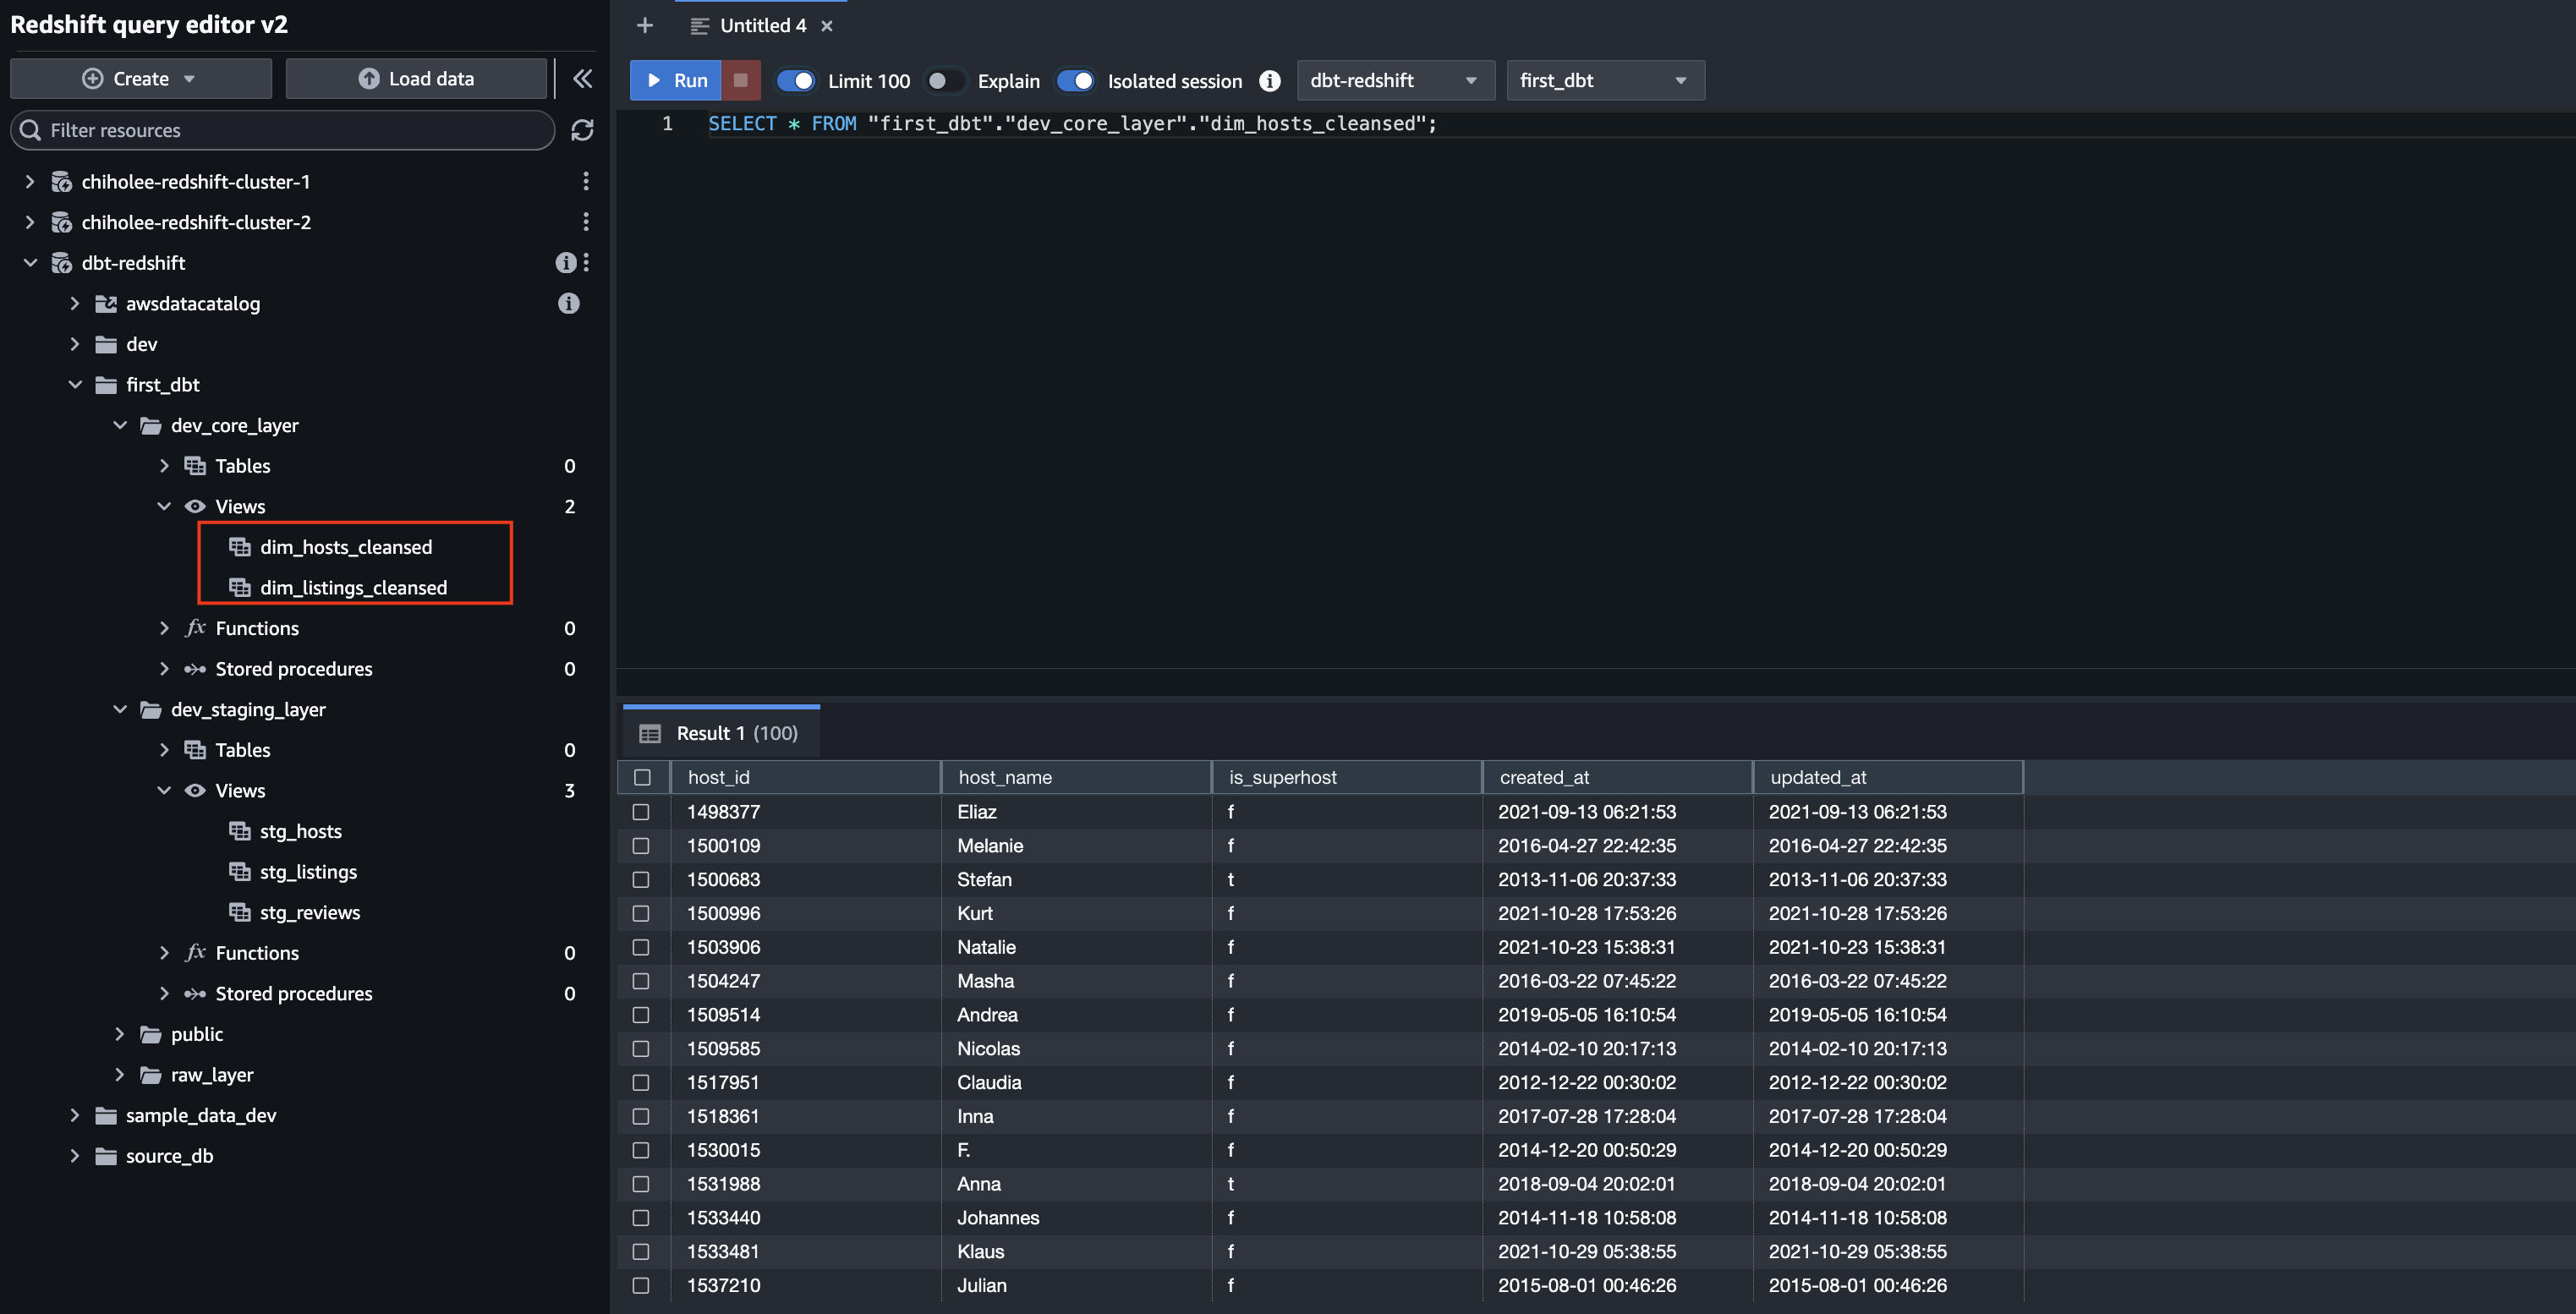 Redshift query editor v2
Create
Load data
Filter resources
chiholee-redshift-cluster-1
chiholee-redshift-cluster-2
dbt-redshift
awsdatacatalog
dev
first_dbt
dev_core_layer
Tables 0
Views 2
dim_hosts_cleansed
dim_listings_cleansed
fx Functions 0
Stored procedures 0
dev_staging_layer
Tables 0
Views 3
stg_hosts
stg_listings
stg_reviews
fx Functions 0
Stored procedures 0
public
raw_layer
sample_data_dev
source_db
Untitled 4
Run Limit 100 Explain Isolated session dbt-redshift first_dbt
1 SELECT * FROM "first_dbt"."dev_core_layer"."dim_hosts_cleansed";
Result 1 (100)
host_id host_name is_superhost created_at updated_at
1498377 Eliaz f 2021-09-13 06:21:53 2021-09-13 06:21:53
1500109 Melanie f 2016-04-27 22:42:35 2016-04-27 22:42:35
1500683 Stefan t 2013-11-06 20:37:33 2013-11-06 20:37:33
1500996 Kurt f 2021-10-28 17:53:26 2021-10-28 17:53:26
1503906 Natalie f 2021-10-23 15:38:31 2021-10-23 15:38:31
1504247 Masha f 2016-03-22 07:45:22 2016-03-22 07:45:22
1509514 Andrea f 2019-05-05 16:10:54 2019-05-05 16:10:54
1509585 Nicolas f 2014-02-10 20:17:13 2014-02-10 20:17:13
1517951 Claudia f 2012-12-22 00:30:02 2012-12-22 00:30:02
1518361 Inna f 2017-07-28 17:28:04 2017-07-28 17:28:04
1530015 F. f 2014-12-20 00:50:29 2014-12-20 00:50:29
1531988 Anna t 2018-09-04 20:02:01 2018-09-04 20:02:01
1533440 Johannes f 2014-11-18 10:58:08 2014-11-18 10:58:08
1533481 Klaus f 2021-10-29 05:38:55 2021-10-29 05:38:55
1537210 Julian f 2015-08-01 00:46:26 2015-08-01 00:46:26